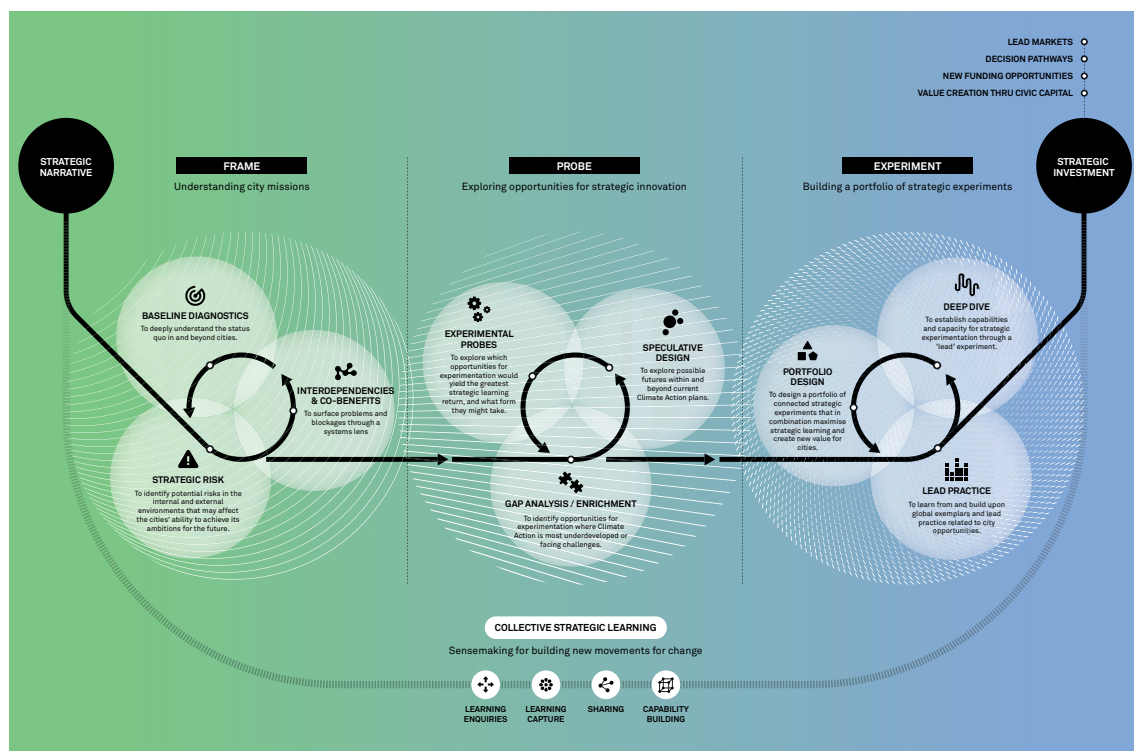 LEAD MARKETS
DECISION PATHWAYS
NEW FUNDING OPPORTUNITIES
VALUE CREATION THRU CIVIC CAPITAL
STRATEGIC
NARRATIVE
FRAME
Understanding city missions
PROBE
Exploring opportunities for strategic innovation
EXPERIMENT
Building a portfolio of strategic experiments
STRATEGIC
INVESTMENT
BASELINE DIAGNOSTICS
To deeply understand the status
quo in and beyond cities.
INTERDEPENDENCIES
& CO-BENEFITS
To surface problems and
blockages through a
systems lens
STRATEGIC RISK
To identify potential risks in the
internal and external
environments that may affect
the cities' ability to achieve its
ambitions for the future.
EXPERIMENTAL
PROBES
To explore which
opportunities for
experimentation would
yield the greatest
strategic learning
return, and what form
they might take.
SPECULATIVE
DESIGN
To explore possible
futures within and
beyond current
Climate Action plans.
GAP ANALYSIS / ENRICHMENT
To identify opportunities for
experimentation where Climate
Action is most underdeveloped or
facing challenges.
DEEP DIVE
To establish capabilities
and capacity for strategic
experimentation through a
'lead' experiment.
PORTFOLIO
DESIGN
To design a portfolio of
connected strategic
experiments that in
combination maximise
strategic learning and
create new value for
cities.
LEAD PRACTICE
To learn from and build upon
global exemplars and lead
practice related to city
opportunities.
COLLECTIVE STRATEGIC LEARNING
Sensemaking for building new movements for change
LEARNING
ENQUIRIES
LEARNING
CAPTURE
SHARING
CAPABILITY
BUILDING